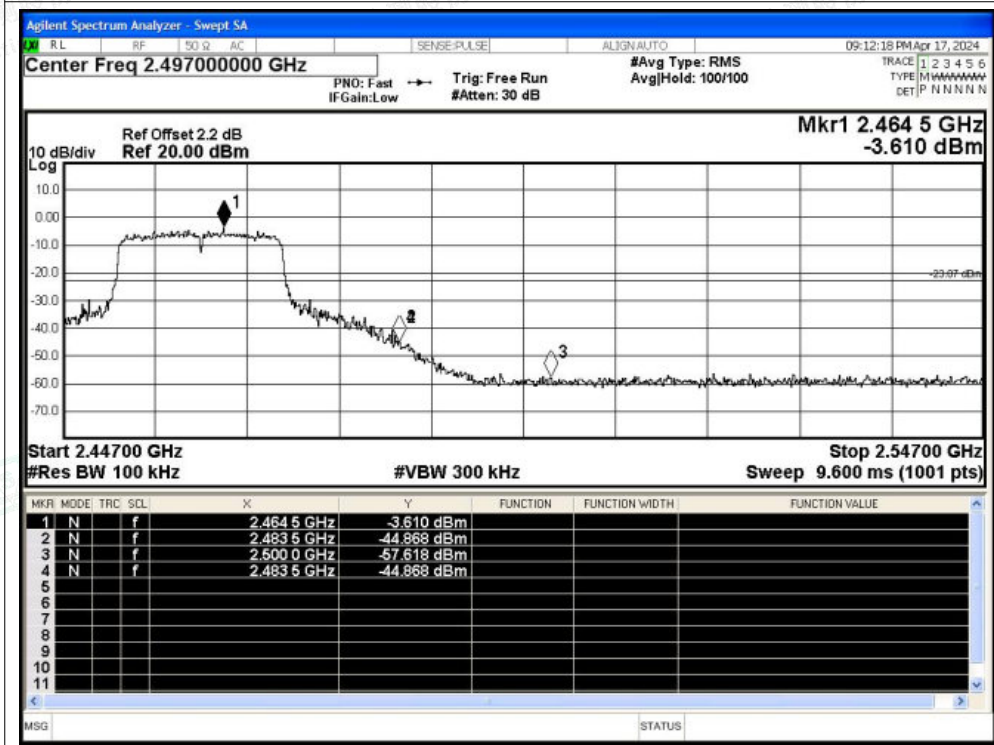 Agilent Spectrum Analyzer - Swept SA
LXI RL RF 50 Ω AC SENSE:PULSE ALIGNAUTO 09:12:18 PM Apr 17, 2024
Center Freq 2.497000000 GHz #Avg Type: RMS TRACE 1 2 3 4 5 6
PNO: Fast Trig: Free Run Avg|Hold: 100/100 TYPE M
IFGain:Low #Atten: 30 dB DET P N N N N N
Mkr1 2.464 5 GHz
Ref Offset 2.2 dB
10 dB/div Ref 20.00 dBm -3.610 dBm
Log
10.0
1
0.00
-10.0
-20.0
-23.07 dBm
-30.0
-40.0
-50.0
3
-60.0
-70.0
Start 2.44700 GHz Stop 2.54700 GHz
#Res BW 100 kHz #VBW 300 kHz Sweep 9.600 ms (1001 pts)
MKR MODE TRC SCL X Y FUNCTION FUNCTION WIDTH FUNCTION VALUE
1 N f 2.464 5 GHz -3.610 dBm
2 N f 2.483 5 GHz -44.868 dBm
3 N f 2.500 0 GHz -57.618 dBm
4 N f 2.483 5 GHz -44.868 dBm
5
6
7
8
9
10
11
MSG STATUS